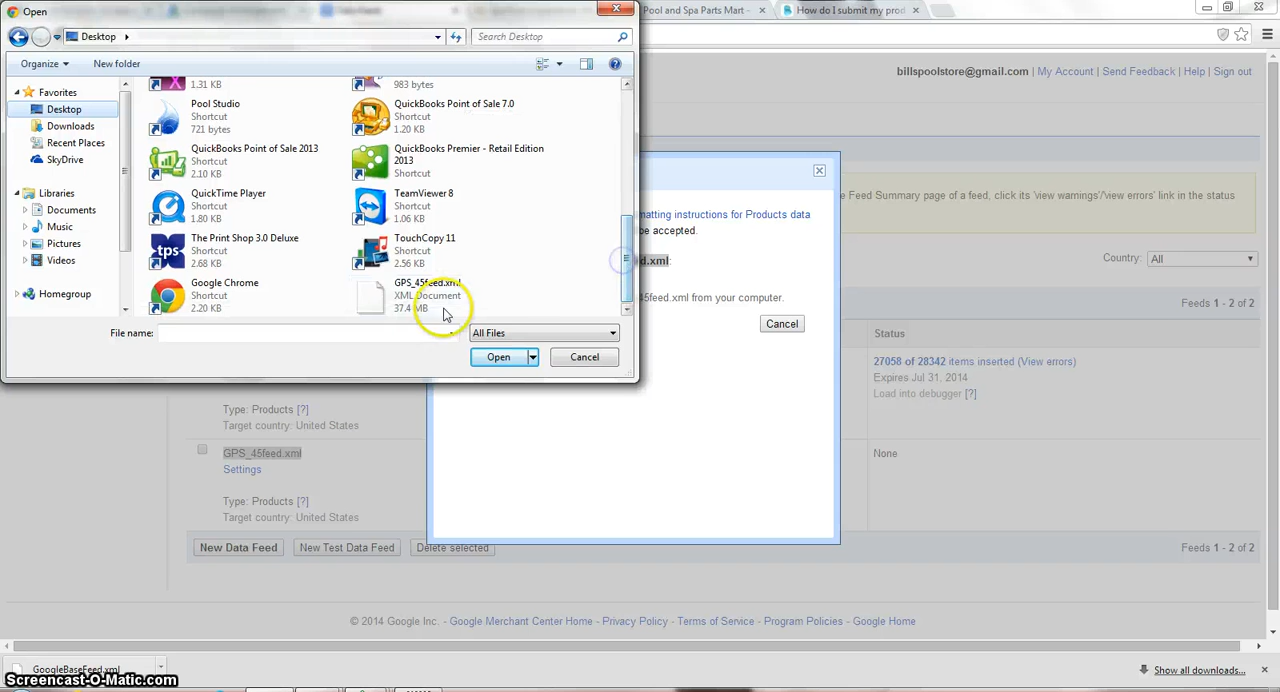 Open
Pool and Spa Parts Mart -
How do I submit my prod
Desktop
Search Desktop
Organize
New folder
billspoolstore@gmail.com | My Account | Send Feedback | Help | Sign out
Favorites
Desktop
Downloads
Recent Places
SkyDrive
Libraries
Documents
Music
Pictures
Videos
Homegroup
1.31 KB
983 bytes
Pool Studio
Shortcut
721 bytes
QuickBooks Point of Sale 7.0
Shortcut
1.20 KB
QuickBooks Point of Sale 2013
Shortcut
2.10 KB
QuickBooks Premier - Retail Edition
2013
Shortcut
QuickTime Player
Shortcut
1.80 KB
TeamViewer 8
Shortcut
1.06 KB
The Print Shop 3.0 Deluxe
Shortcut
2.68 KB
TouchCopy 11
Shortcut
2.56 KB
Google Chrome
Shortcut
2.20 KB
GPS_45feed.xml
XML Document
37.4 MB
File name:
All Files
Open
Cancel
matting instructions for Products data
be accepted.
ed.xml:
45feed.xml from your computer.
Cancel
e Feed Summary page of a feed, click its 'view warnings'/'view errors' link in the status
Country: All
Feeds 1 - 2 of 2
Status
27058 of 28342 items inserted (View errors)
Expires Jul 31, 2014
Load into debugger [?]
Type: Products [?]
Target country: United States
GPS_45feed.xml
Settings
None
Type: Products [?]
Target country: United States
New Data Feed
New Test Data Feed
Delete selected
Feeds 1 - 2 of 2
© 2014 Google Inc. - Google Merchant Center Home - Privacy Policy - Terms of Service - Program Policies - Google Home
GoogleBaseFeed.xml
Show all downloads...
Screencast-O-Matic.com